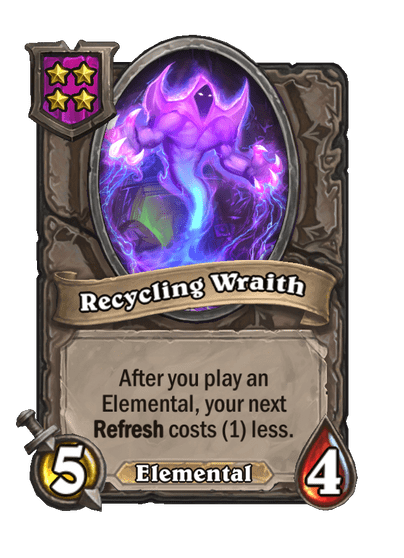 Recycling Wraith
After you play an
Elemental, your next
Refresh costs (1) less.
5
Elemental
4